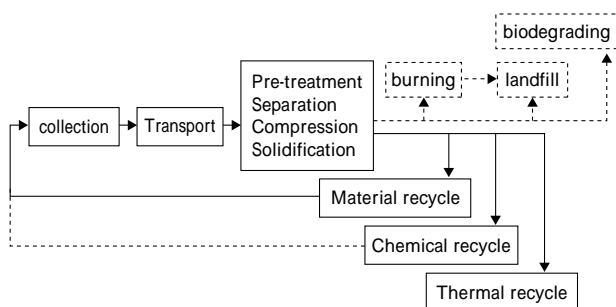 biodegrading
burning
landfill
collection
Transport
Pre-treatment
Separation
Compression
Solidification
Material recycle
Chemical recycle
Thermal recycle